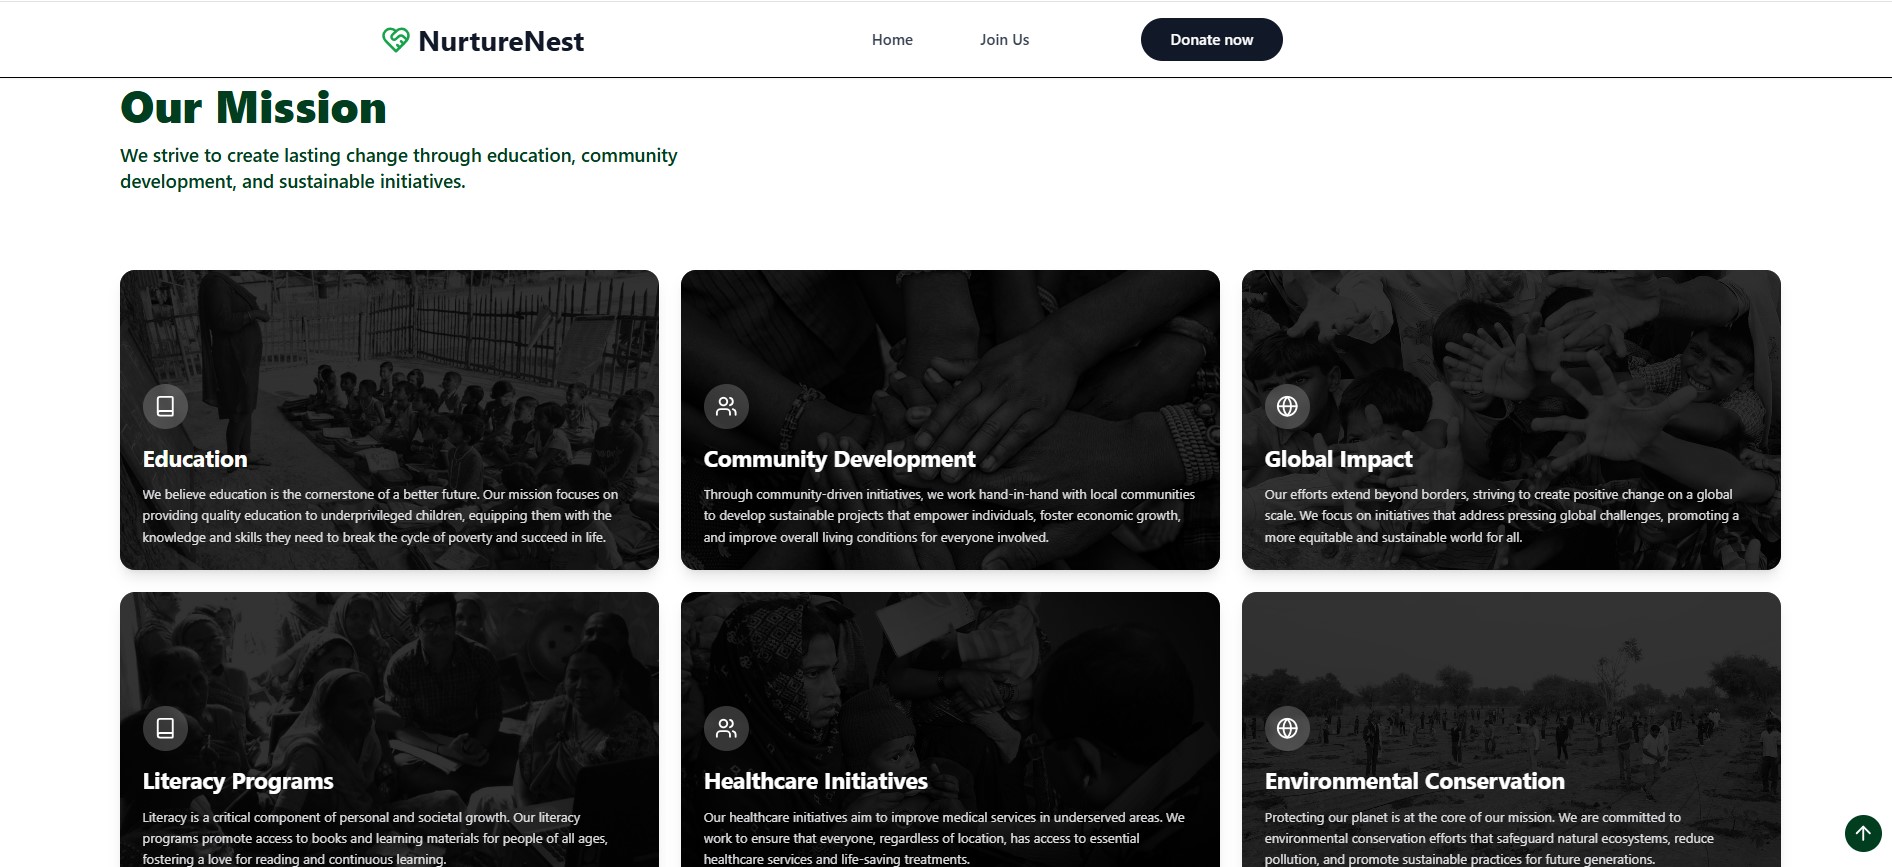 NurtureNest
Home
Join Us
Donate now
Our Mission
We strive to create lasting change through education, community
development, and sustainable initiatives.
Education
We believe education is the cornerstone of a better future. Our mission focuses on
providing quality education to underprivileged children, equipping them with the
knowledge and skills they need to break the cycle of poverty and succeed in life.
Community Development
Through community-driven initiatives, we work hand-in-hand with local communities
to develop sustainable projects that empower individuals, foster economic growth,
and improve overall living conditions for everyone involved.
Global Impact
Our efforts extend beyond borders, striving to create positive change on a global
scale. We focus on initiatives that address pressing global challenges, promoting a
more equitable and sustainable world for all.
Literacy Programs
Literacy is a critical component of personal and societal growth. Our literacy
programs promote access to books and learning materials for people of all ages,
fostering a love for reading and continuous learning.
Healthcare Initiatives
Our healthcare initiatives aim to improve medical services in underserved areas. We
work to ensure that everyone, regardless of location, has access to essential
healthcare services and life-saving treatments.
Environmental Conservation
Protecting our planet is at the core of our mission. We are committed to
environmental conservation efforts that safeguard natural ecosystems, reduce
pollution, and promote sustainable practices for future generations.